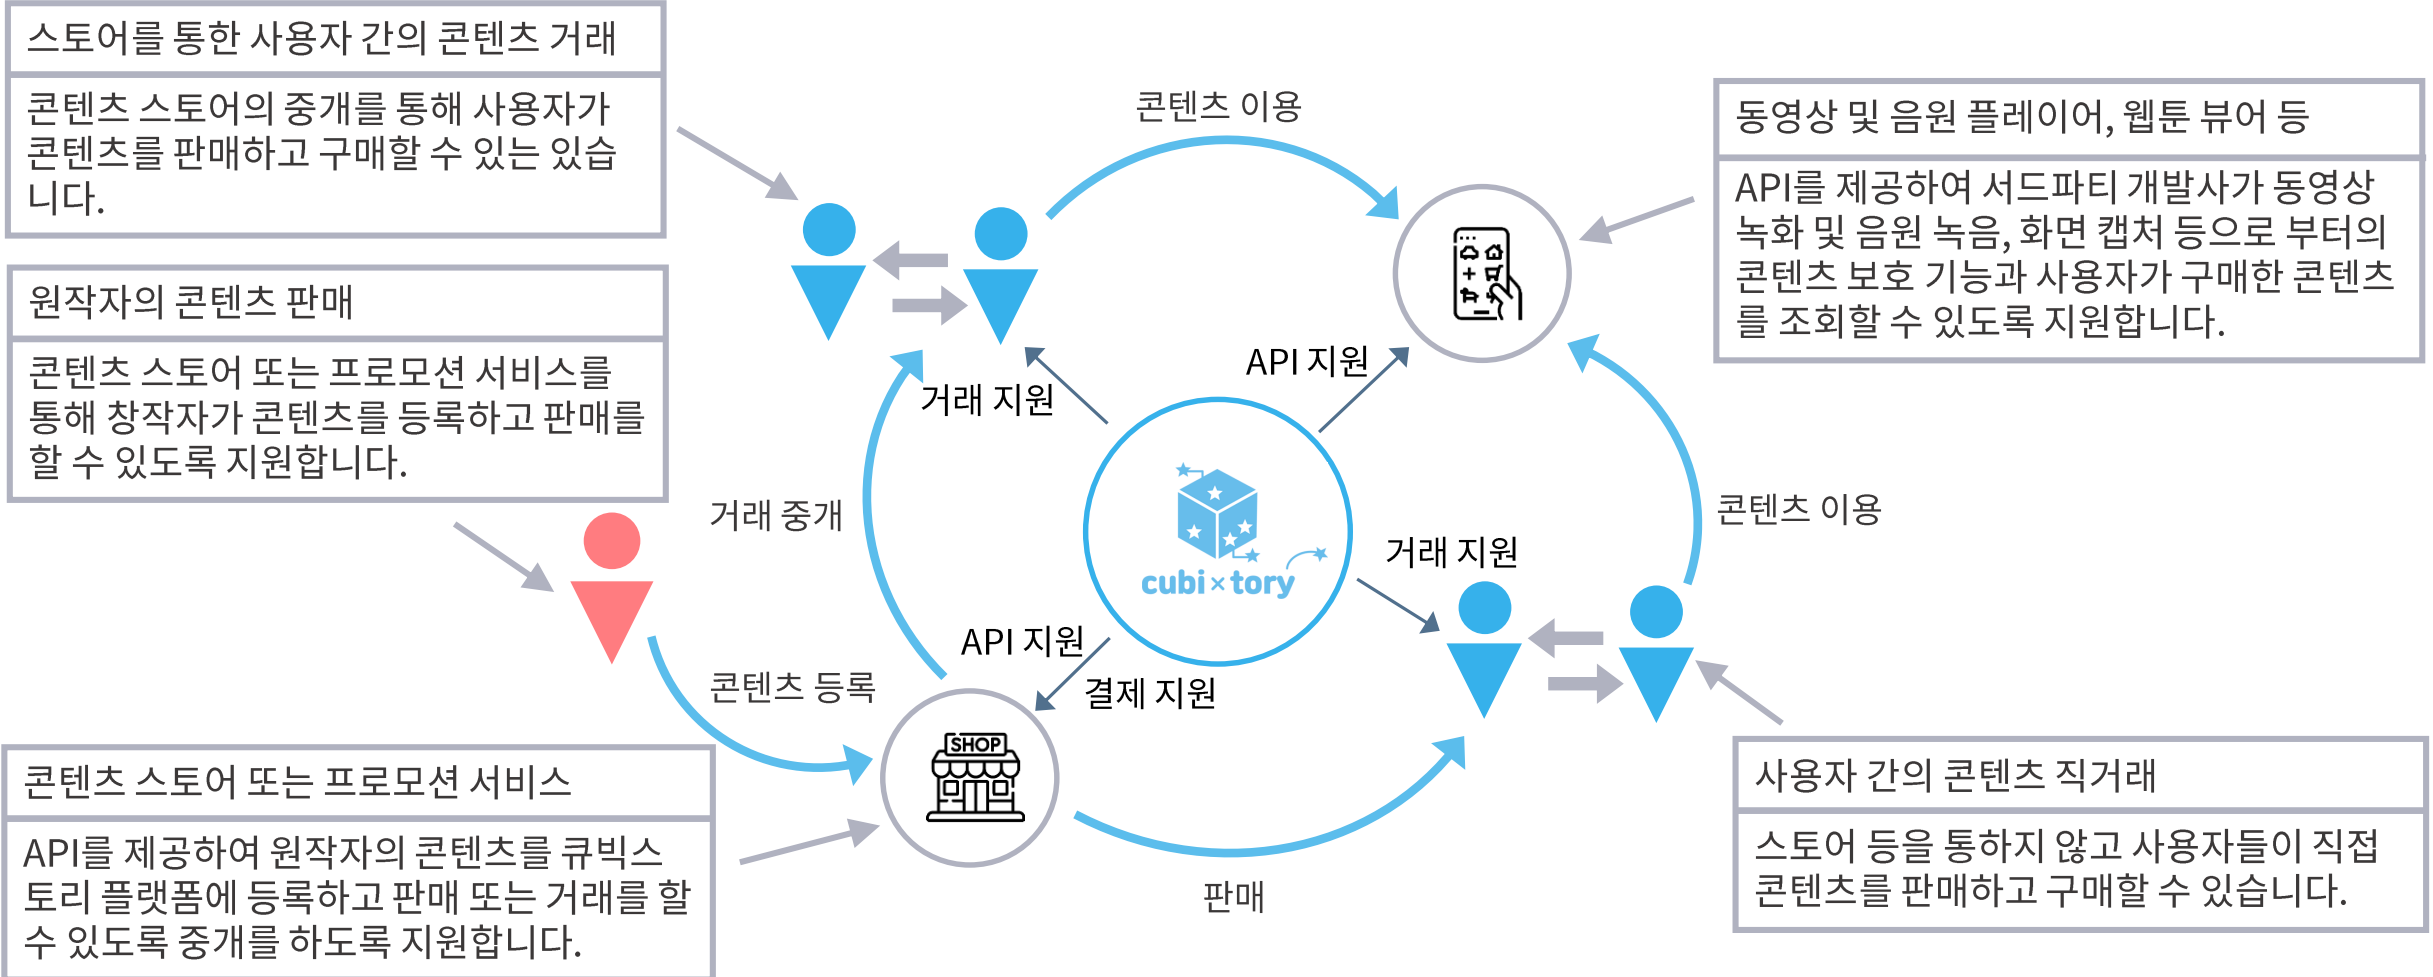 스토어를 통한 사용자 간의 콘텐츠 거래
콘텐츠 스토어의 중개를 통해 사용자가
콘텐츠를 판매하고 구매할 수 있는 있습
니다.
원작자의 콘텐츠 판매
콘텐츠 스토어 또는 프로모션 서비스를
통해 창작자가 콘텐츠를 등록하고 판매를
할 수 있도록 지원합니다.
콘텐츠 스토어 또는 프로모션 서비스
API를 제공하여 원작자의 콘텐츠를 큐빅스
토리 플랫폼에 등록하고 판매 또는 거래를 할
수 있도록 중개를 하도록 지원합니다.
콘텐츠 이용
API 지원
거래 지원
거래 중개
cubi×tory
거래 지원
API 지원
결제 지원
콘텐츠 등록
SHOP
판매
콘텐츠 이용
동영상 및 음원 플레이어, 웹툰 뷰어 등
API를 제공하여 서드파티 개발사가 동영상
녹화 및 음원 녹음, 화면 캡처 등으로 부터의
콘텐츠 보호 기능과 사용자가 구매한 콘텐츠
를 조회할 수 있도록 지원합니다.
사용자 간의 콘텐츠 직거래
스토어 등을 통하지 않고 사용자들이 직접
콘텐츠를 판매하고 구매할 수 있습니다.